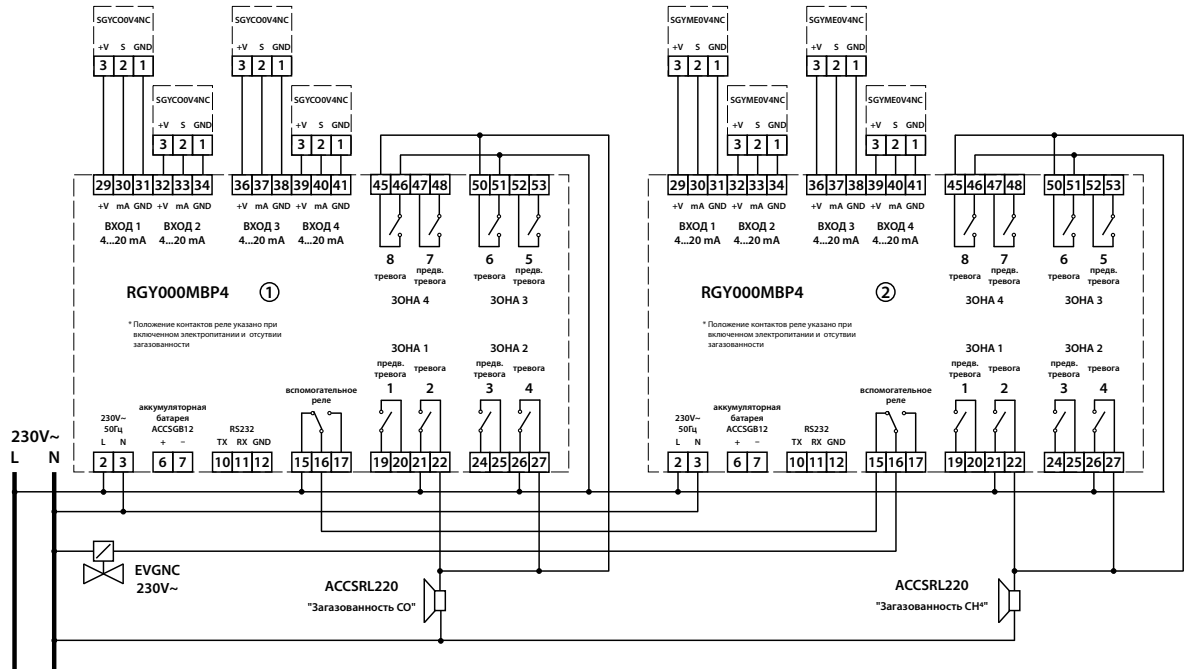 SGYCO0V4NC SGYCO0V4NC SGYME0V4NC SGYME0V4NC
+V S GND +V S GND +V S GND +V S GND
3 2 1 3 2 1 3 2 1 3 2 1
SGYCO0V4NC SGYCO0V4NC SGYME0V4NC SGYME0V4NC
+V S GND +V S GND +V S GND +V S GND
3 2 1 3 2 1 3 2 1 3 2 1
29 30 31 32 33 34 36 37 38 39 40 41 45 46 47 48 50 51 52 53
+V mA GND +V mA GND +V mA GND +V mA GND
ВХОД 1 ВХОД 2 ВХОД 3 ВХОД 4
4...20 mA 4...20 mA 4...20 mA 4...20 mA
8 7 6 5
тревога предв. тревога тревога предв. тревога
ЗОНА 4 ЗОНА 3
RGY000MBP4 1
* Положение контактов реле указано при
включенном электропитании и отсутвии
загазованности
ЗОНА 1 ЗОНА 2
предв. тревога тревога предв. тревога тревога
1 2 3 4
вспомогательное
реле
230V~
50Гц
L N
аккумуляторная
батарея
ACCSGB12
+ –
RS232
TX RX GND
2 3 6 7 10 11 12 15 16 17 19 20 21 22 24 25 26 27
29 30 31 32 33 34 36 37 38 39 40 41 45 46 47 48 50 51 52 53
+V mA GND +V mA GND +V mA GND +V mA GND
ВХОД 1 ВХОД 2 ВХОД 3 ВХОД 4
4...20 mA 4...20 mA 4...20 mA 4...20 mA
8 7 6 5
тревога предв. тревога тревога предв. тревога
ЗОНА 4 ЗОНА 3
RGY000MBP4 2
* Положение контактов реле указано при
включенном электропитании и отсутвии
загазованности
ЗОНА 1 ЗОНА 2
предв. тревога тревога предв. тревога тревога
1 2 3 4
вспомогательное
реле
230V~
50Гц
L N
аккумуляторная
батарея
ACCSGB12
+ –
RS232
TX RX GND
2 3 6 7 10 11 12 15 16 17 19 20 21 22 24 25 26 27
230V~
L N
EVGNC
230V~
ACCSRL220
"Загазованность CO"
ACCSRL220
"Загазованность CH⁴"